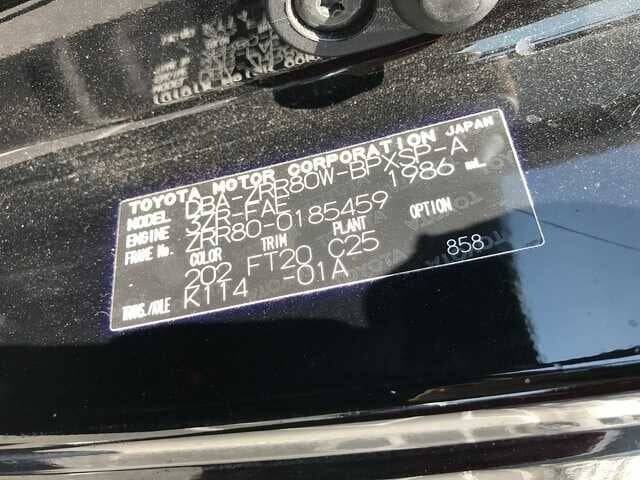 TOYOTA MOTOR CORPORATION JAPAN
MODEL DBA-ZRR80W-BPXSP-A
ENGINE 3ZR-FAE 1986 mL
FRAME No. ZRR80-0185459
COLOR TRIM PLANT OPTION
202 FT20 C25 858
TRANS./AXLE K114 -01A